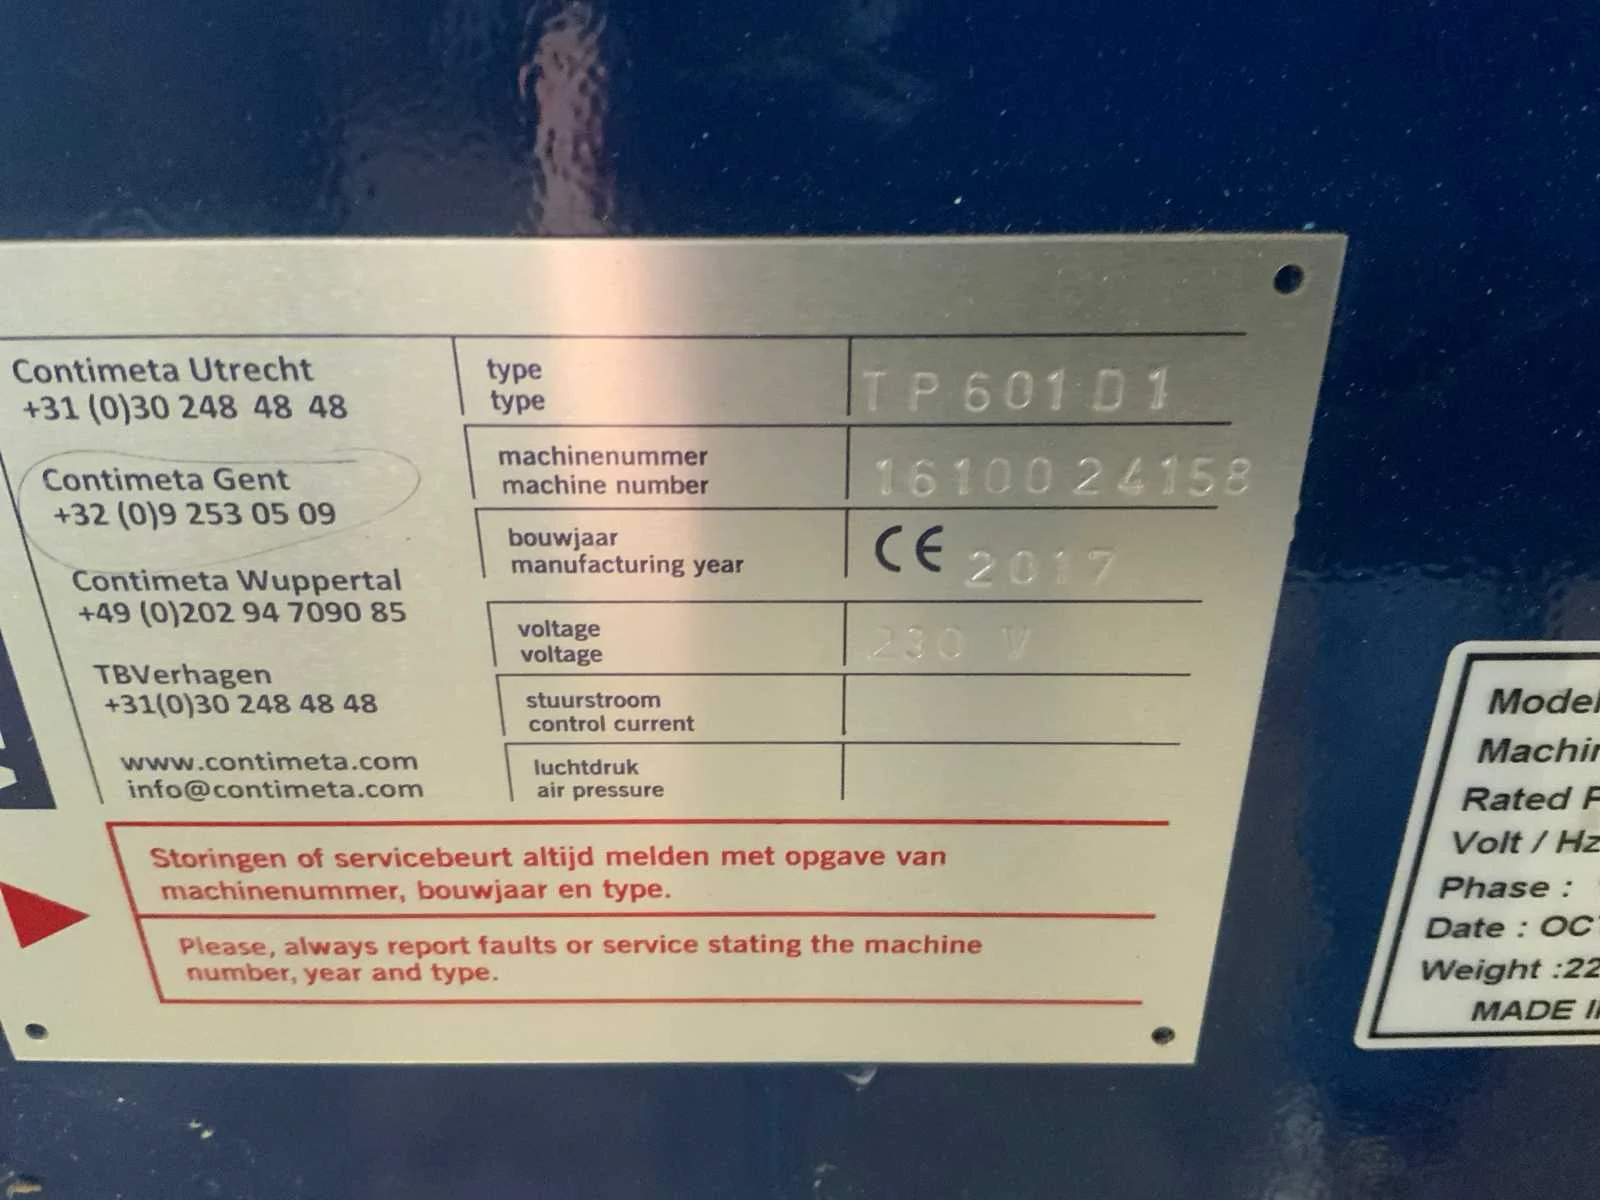 Contimeta Utrecht
+31 (0)30 248 48 48
Contimeta Gent
+32 (0)9 253 05 09
Contimeta Wuppertal
+49 (0)202 94 7090 85
TBVerhagen
+31(0)30 248 48 48
www.contimeta.com
info@contimeta.com
type
type
TP601D1
machinenummer
machine number
1610024158
bouwjaar
manufacturing year
CE 2017
voltage
voltage
230 V
stuurstroom
control current
luchtdruk
air pressure
Storingen of servicebeurt altijd melden met opgave van
machinenummer, bouwjaar en type.
Please, always report faults or service stating the machine
number, year and type.
Model
Rated
Volt / Hz
Phase :
Date :
Weight :22
MADE